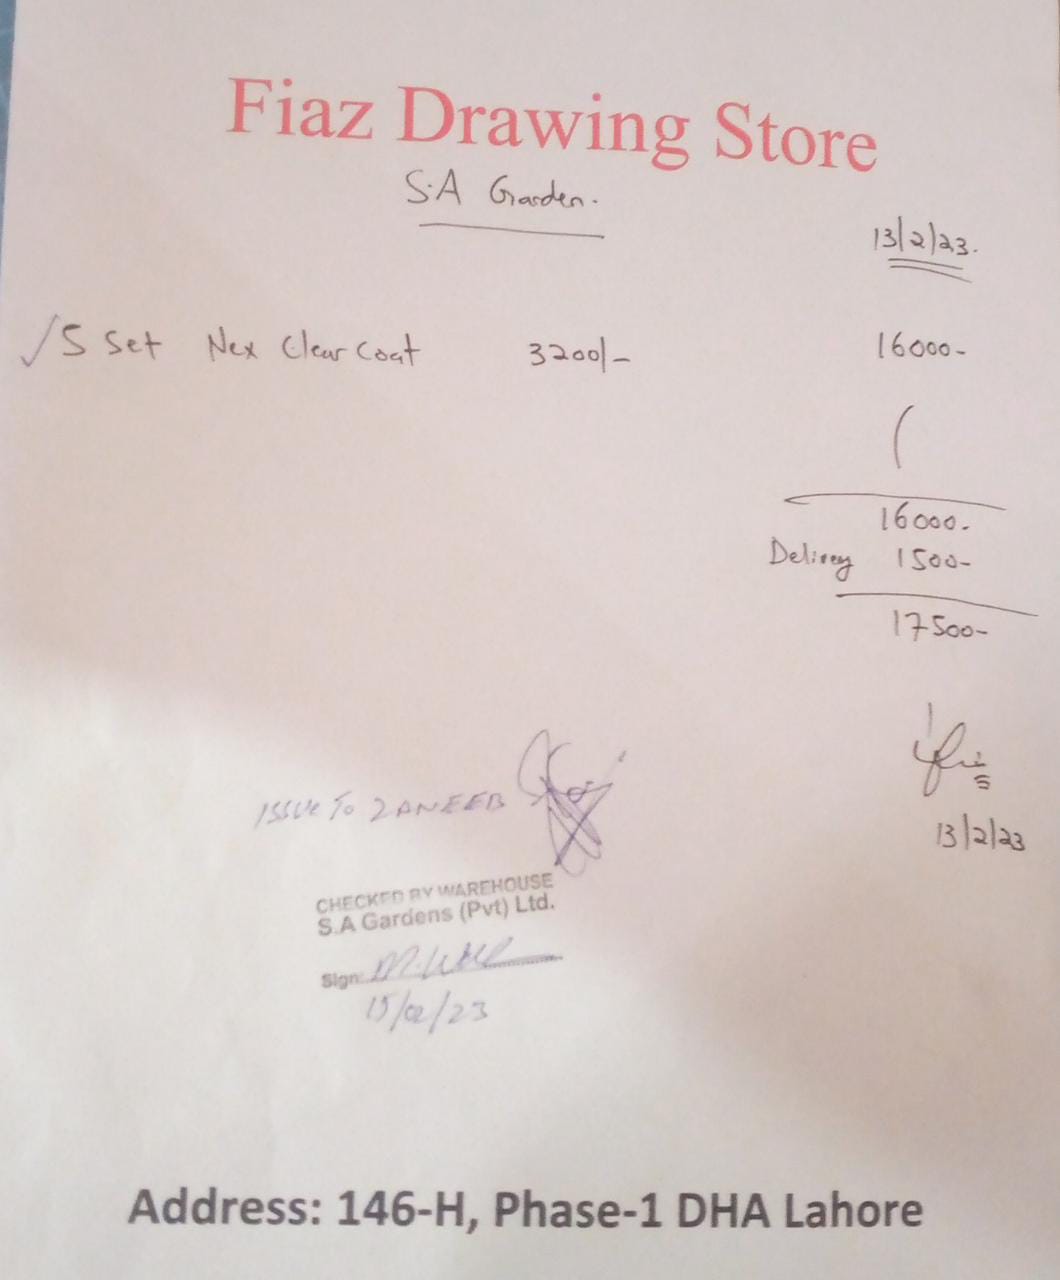 Fiaz Drawing Store
S.A Garden.
13/2/23.
5 Set Nex Clear Coat 3200/- 16000-
16000.
Delivey 1500-
17500-
13/2/23
ISSUE To ZANEEB
CHECKED BY WAREHOUSE
S.A Gardens (Pvt) Ltd.
Sign:
15/02/23
Address: 146-H, Phase-1 DHA Lahore